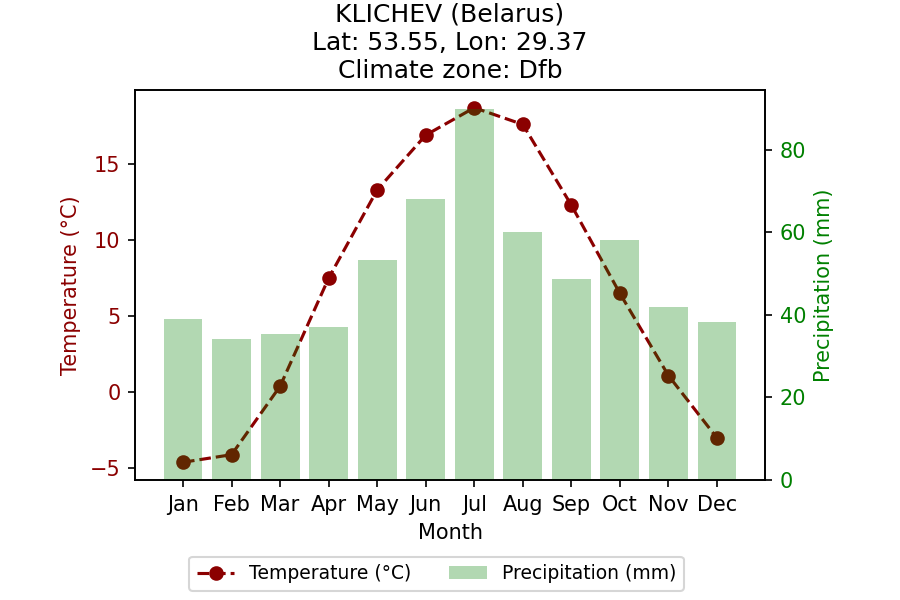 KLICHEV (Belarus)
Lat: 53.55, Lon: 29.37
Climate zone: Dfb
Temperature (°C)
15
10
5
0
−5
80
60
40
20
0
Precipitation (mm)
Jan Feb Mar Apr May Jun Jul Aug Sep Oct Nov Dec
Month
Temperature (°C) Precipitation (mm)